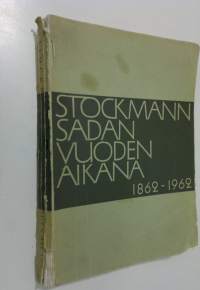 STOCKMANN
SADAN
VUODEN
AIKANA
1862-1962